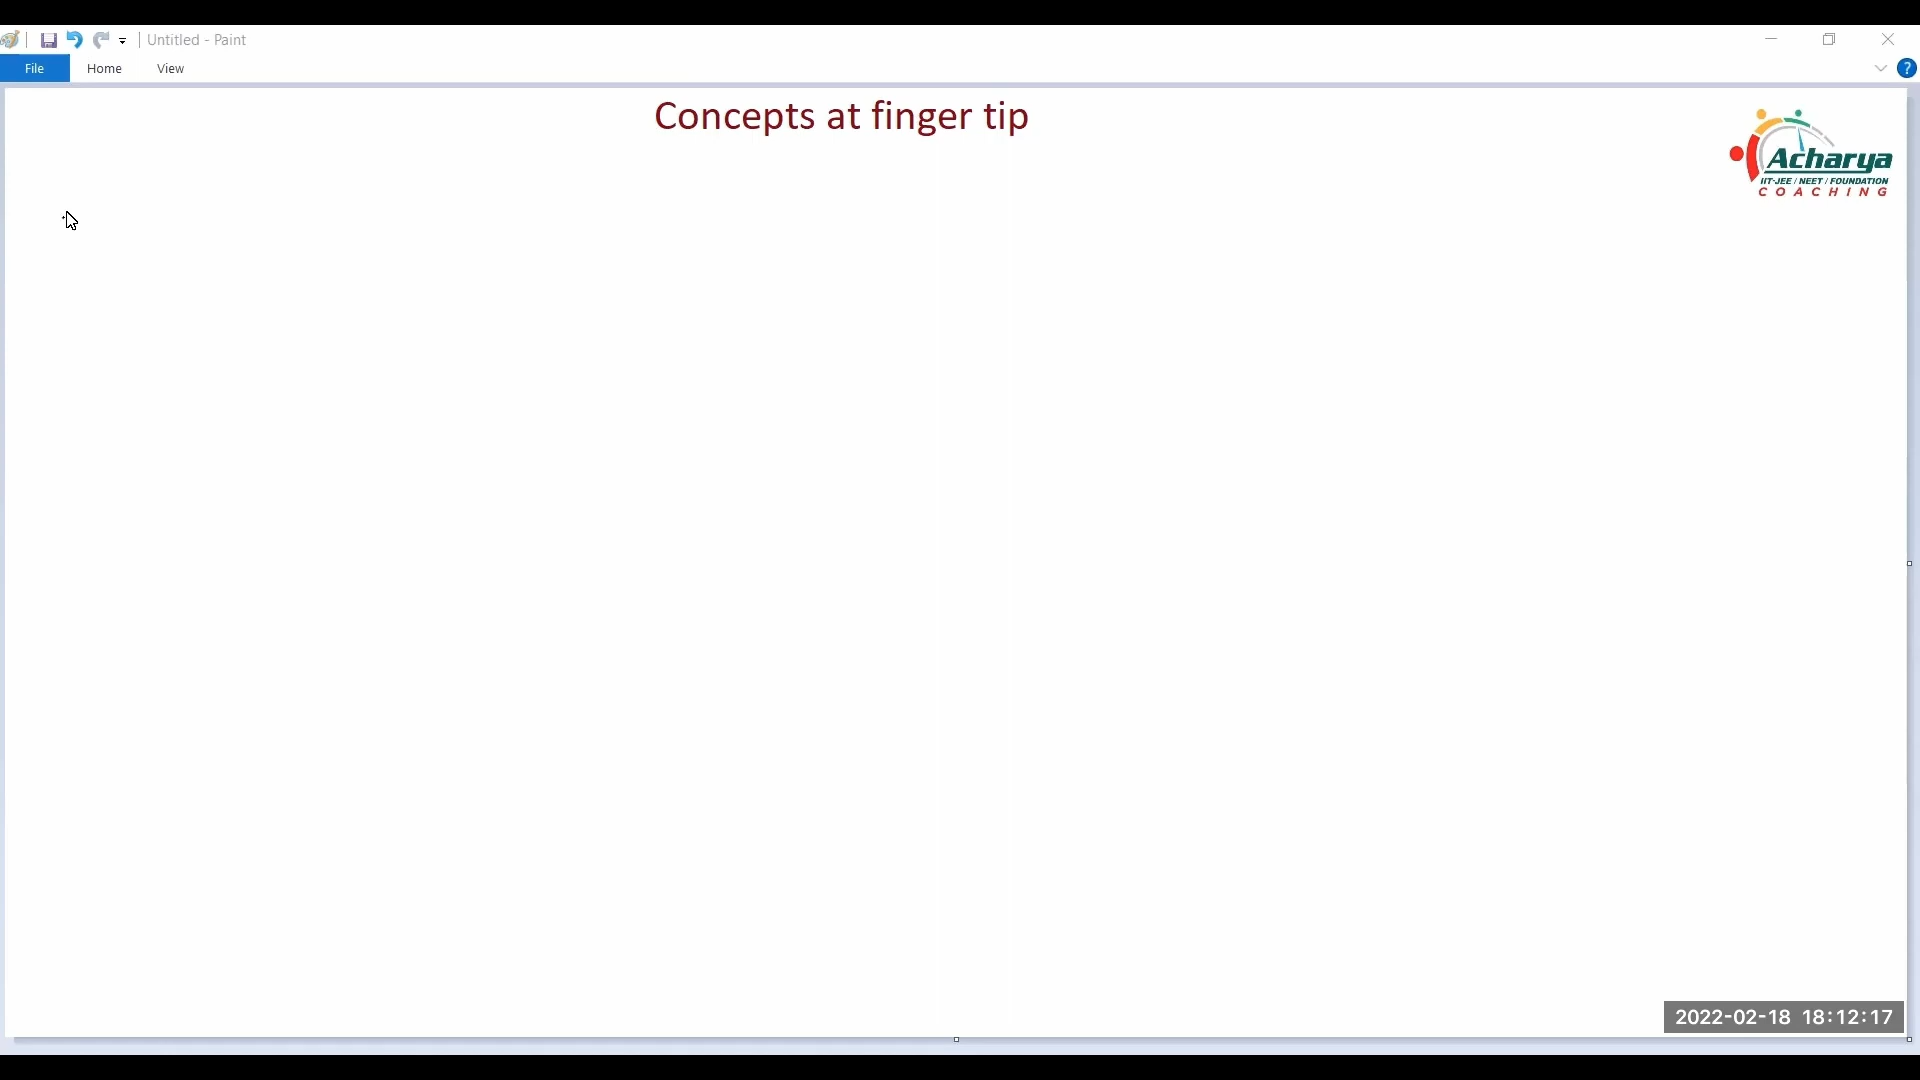 Untitled - Paint
File Home View
?
Concepts at finger tip
Acharya
IIT-JEE / NEET / FOUNDATION
COACHING
2022-02-18 18:12:17